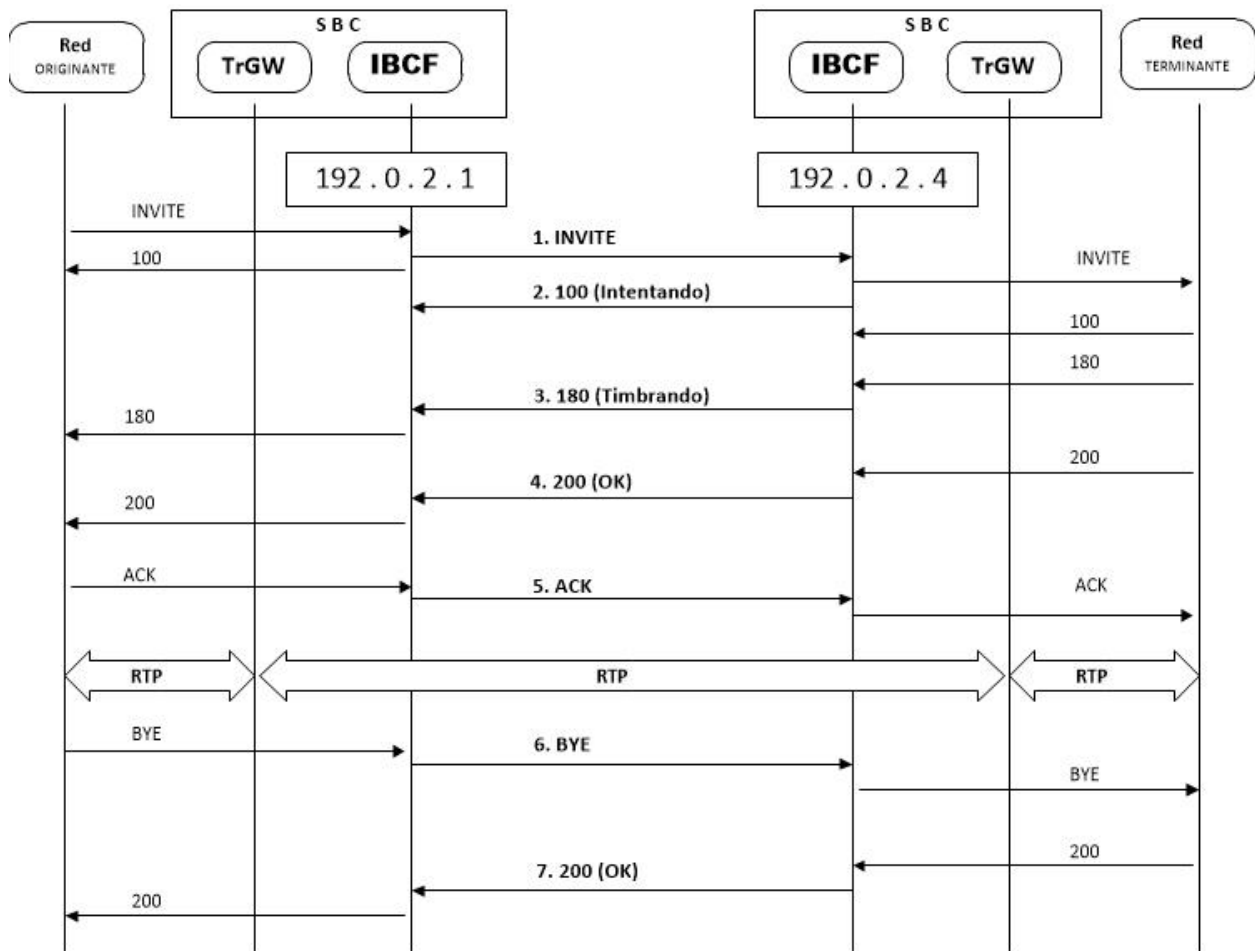 Red
ORIGINANTE
S B C
TrGW
IBCF
S B C
IBCF
TrGW
Red
TERMINANTE
192 . 0 . 2 . 1
192 . 0 . 2 . 4
INVITE
1. INVITE
100
INVITE
2. 100 (Intentando)
100
180
3. 180 (Timbrando)
180
200
4. 200 (OK)
200
ACK
5. ACK
ACK
RTP
RTP
RTP
BYE
6. BYE
BYE
200
7. 200 (OK)
200